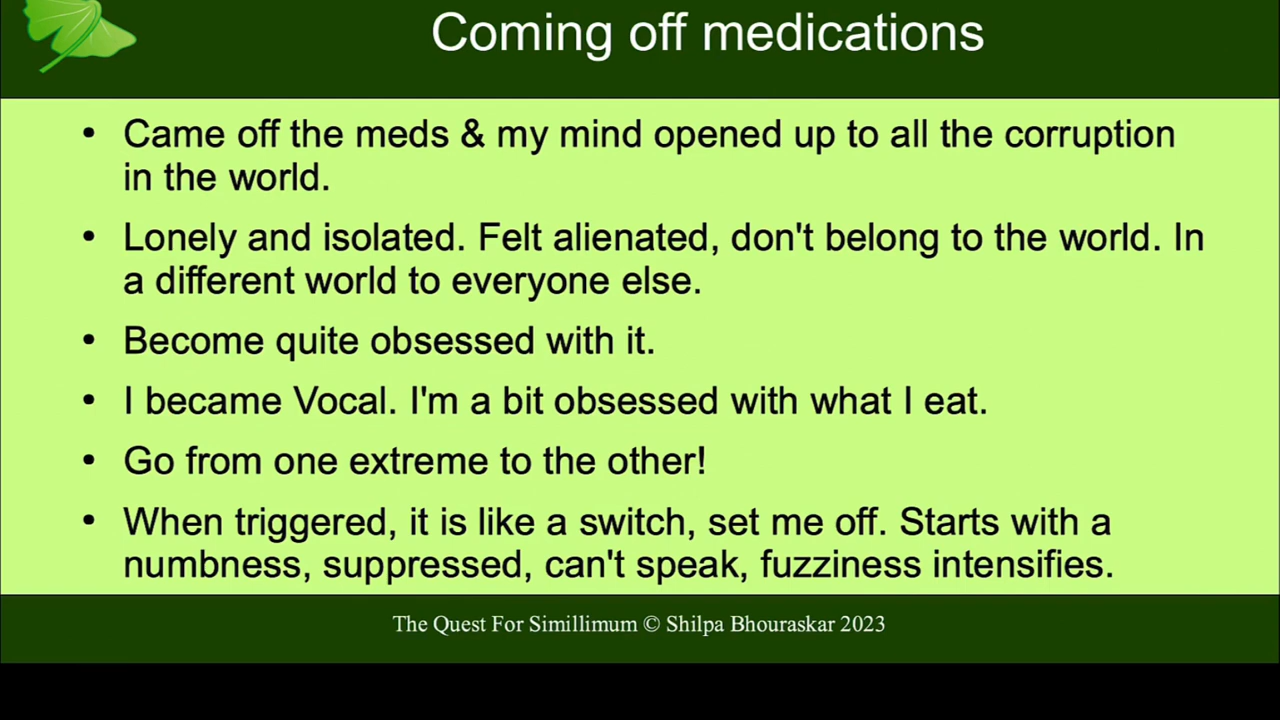 Coming off medications
• Came off the meds & my mind opened up to all the corruption
in the world.
• Lonely and isolated. Felt alienated, don't belong to the world. In
a different world to everyone else.
• Become quite obsessed with it.
• I became Vocal. I'm a bit obsessed with what I eat.
• Go from one extreme to the other!
• When triggered, it is like a switch, set me off. Starts with a
numbness, suppressed, can't speak, fuzziness intensifies.
The Quest For Simillimum © Shilpa Bhouraskar 2023